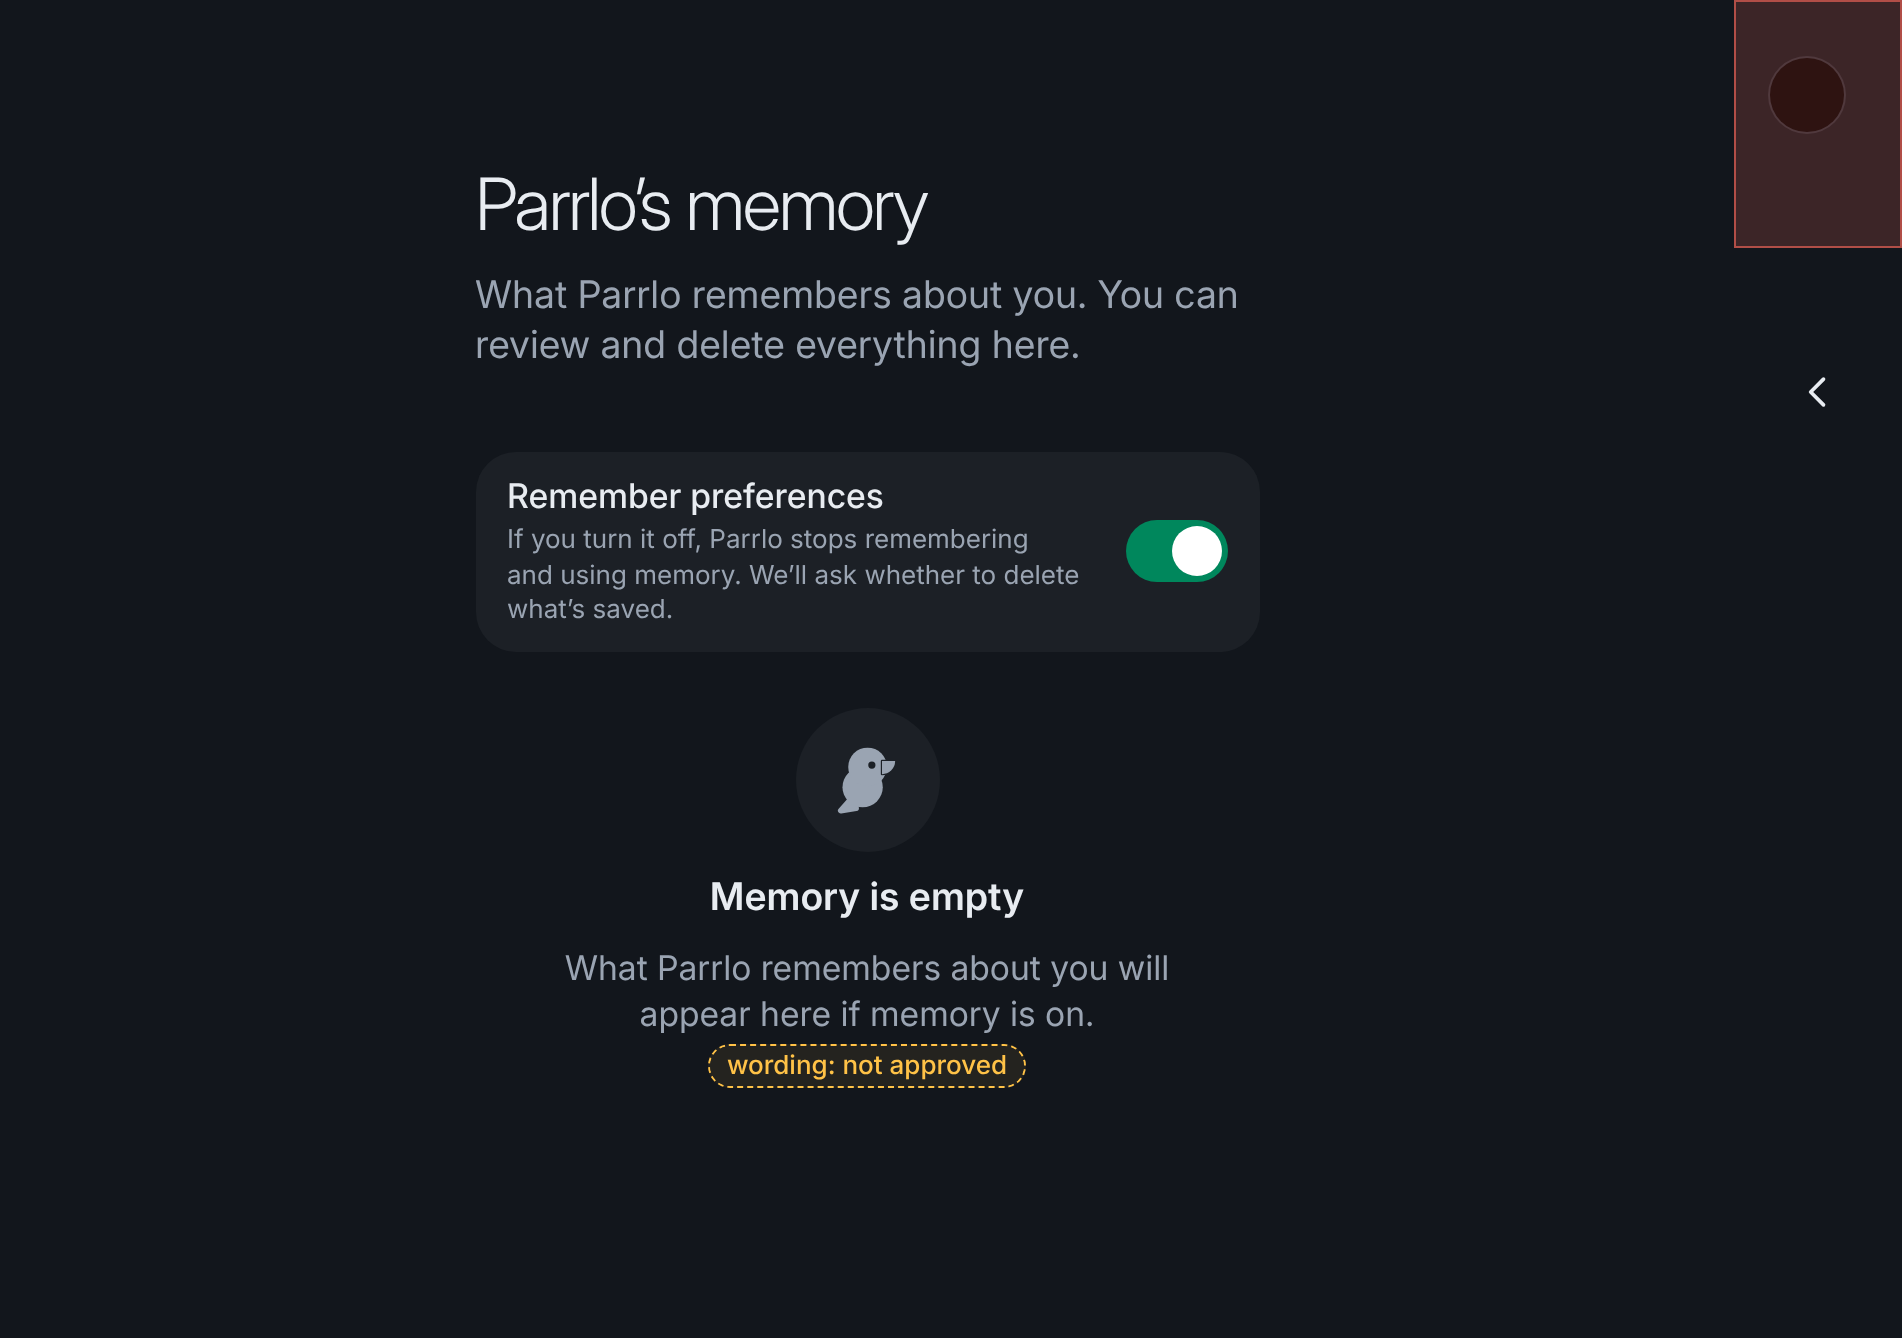 Parrlo’s memory
What Parrlo remembers about you. You can
review and delete everything here.
Remember preferences
If you turn it off, Parrlo stops remembering
and using memory. We’ll ask whether to delete
what’s saved.
Memory is empty
What Parrlo remembers about you will
appear here if memory is on.
wording: not approved